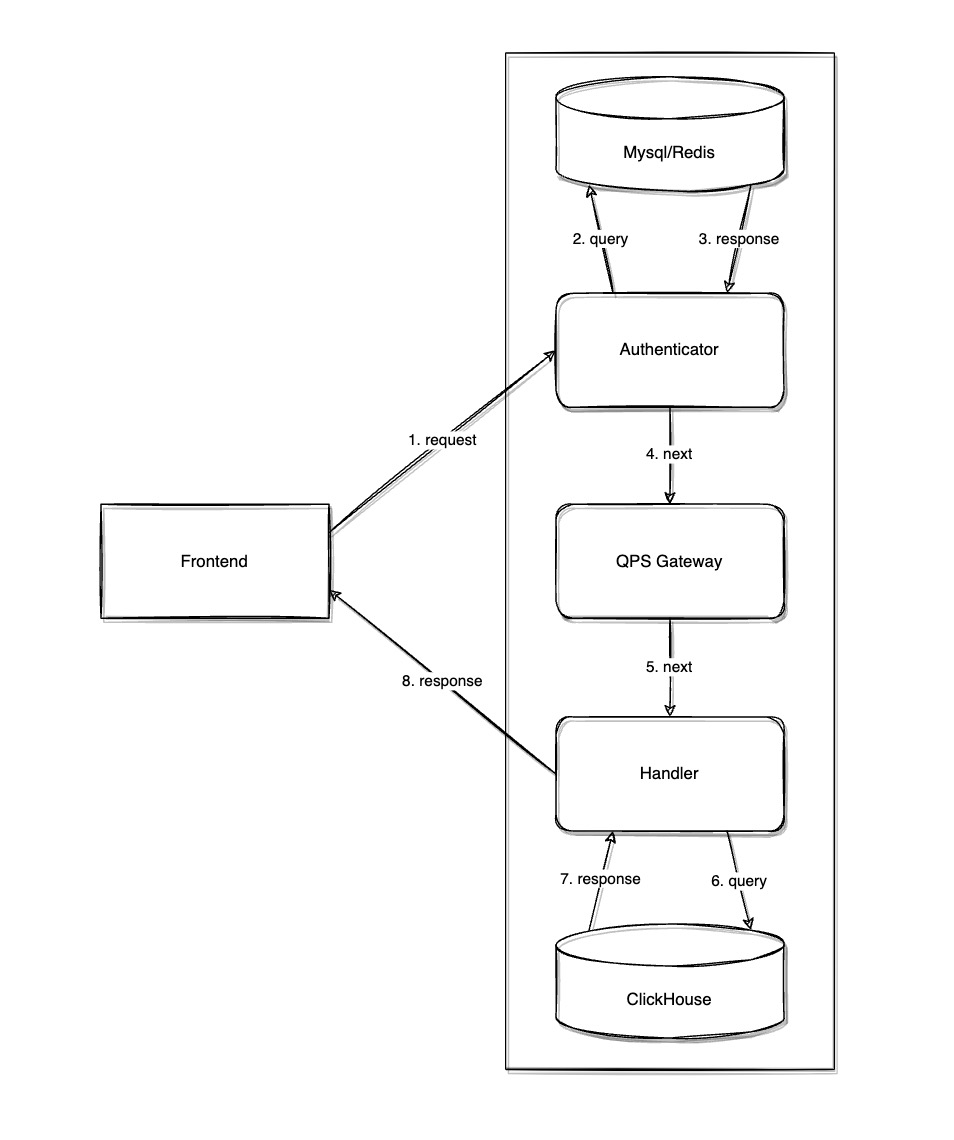 Mysql/Redis
2. query
3. response
Authenticator
1. request
4. next
Frontend
QPS Gateway
5. next
8. response
Handler
7. response
6. query
ClickHouse